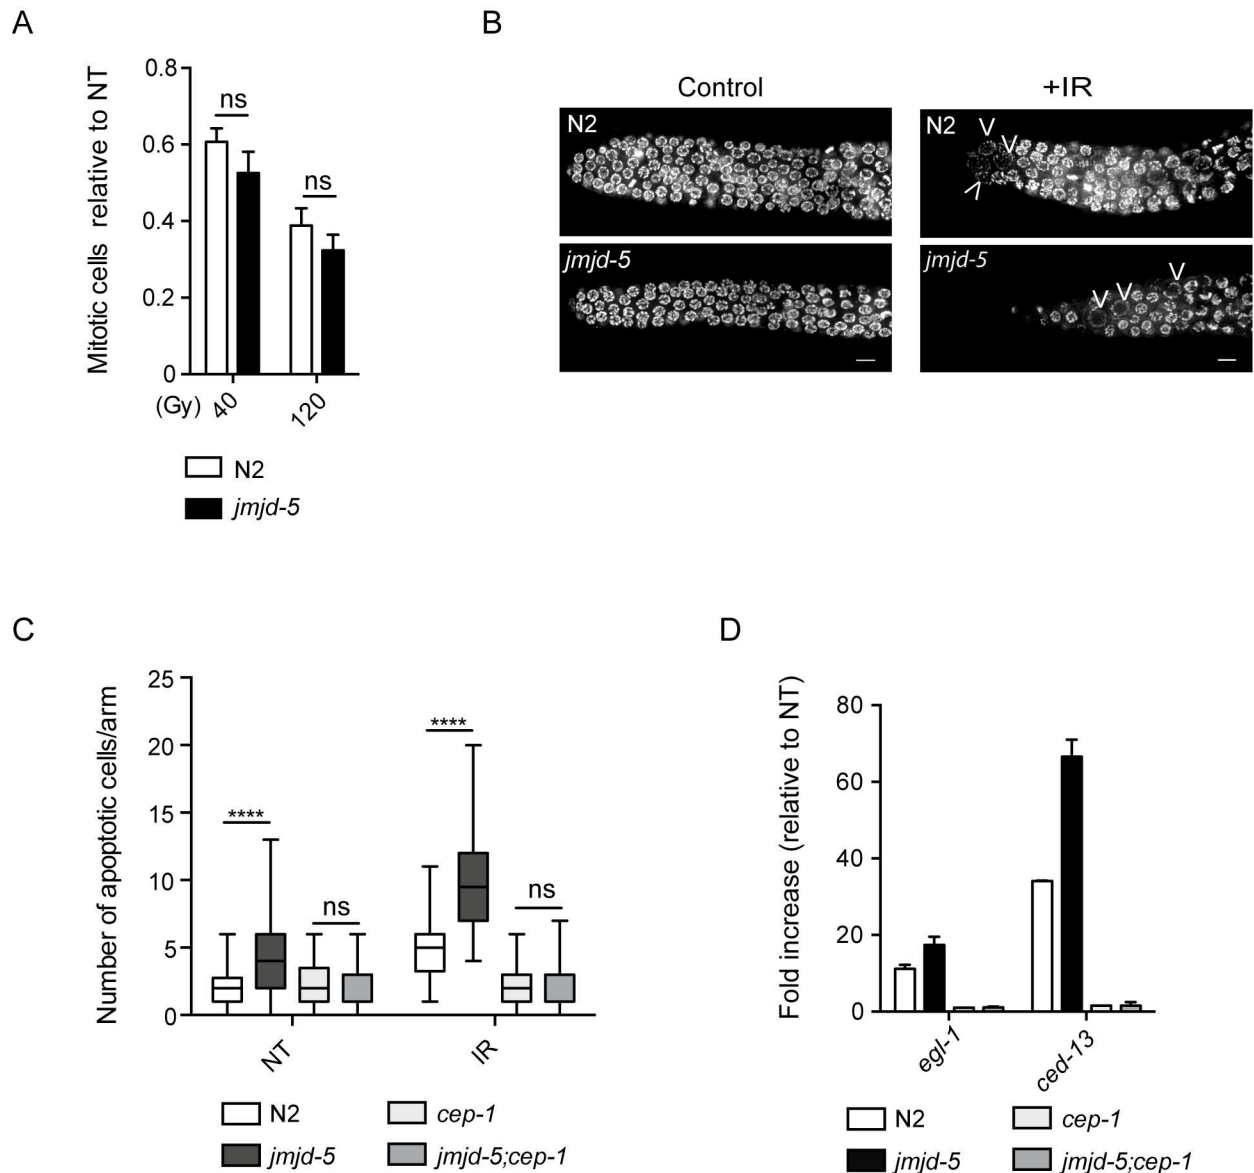 A
Mitotic cells relative to NT
0.8
0.6
0.4
0.2
0
ns
ns
(Gy)
40
120
N2
jmjd-5
B
Control
+IR
N2
N2
jmjd-5
jmjd-5
C
Number of apoptotic cells/arm
25
20
15
10
5
0
****
ns
****
ns
NT
IR
N2
cep-1
jmjd-5
jmjd-5;cep-1
D
Fold increase (relative to NT)
80
60
40
20
0
egl-1
ced-13
N2
cep-1
jmjd-5
jmjd-5;cep-1